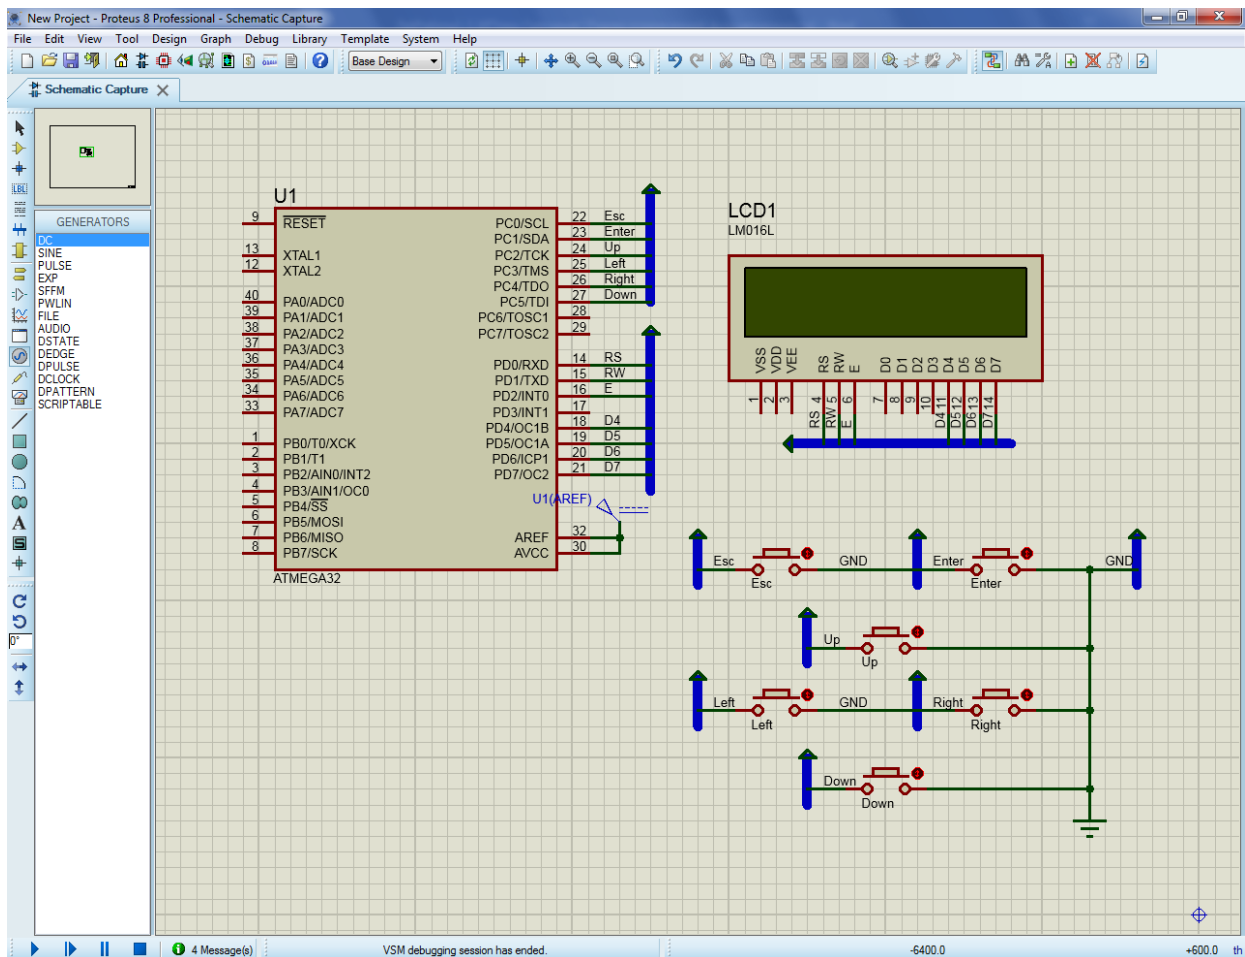 New Project - Proteus 8 Professional - Schematic Capture
File Edit View Tool Design Graph Debug Library Template System Help
Base Design
Schematic Capture
GENERATORS
DC
SINE
PULSE
EXP
SFFM
PWLIN
FILE
AUDIO
DSTATE
DEDGE
DPULSE
DCLOCK
DPATTERN
SCRIPTABLE
LBL
A
S
0°
U1
9 RESET
13 XTAL1
12 XTAL2
40 PA0/ADC0
39 PA1/ADC1
38 PA2/ADC2
37 PA3/ADC3
36 PA4/ADC4
35 PA5/ADC5
34 PA6/ADC6
33 PA7/ADC7
1 PB0/T0/XCK
2 PB1/T1
3 PB2/AIN0/INT2
4 PB3/AIN1/OC0
5 PB4/SS
6 PB5/MOSI
7 PB6/MISO
8 PB7/SCK
PC0/SCL 22 Esc
PC1/SDA 23 Enter
PC2/TCK 24 Up
PC3/TMS 25 Left
PC4/TDO 26 Right
PC5/TDI 27 Down
PC6/TOSC1 28
PC7/TOSC2 29
PD0/RXD 14 RS
PD1/TXD 15 RW
PD2/INT0 16 E
PD3/INT1 17
PD4/OC1B 18 D4
PD5/OC1A 19 D5
PD6/ICP1 20 D6
PD7/OC2 21 D7
U1(AREF)
AREF 32
AVCC 30
ATMEGA32
LCD1
LM016L
VSS VDD VEE RS RW E D0 D1 D2 D3 D4 D5 D6 D7
1 2 3 4 5 6 7 8 9 10 11 12 13 14
RS RW E D4 D5 D6 D7
Esc GND Enter GND
Esc Enter
Up
Up
Left GND Right
Left Right
Down
Down
4 Message(s) VSM debugging session has ended. -6400.0 +600.0 th